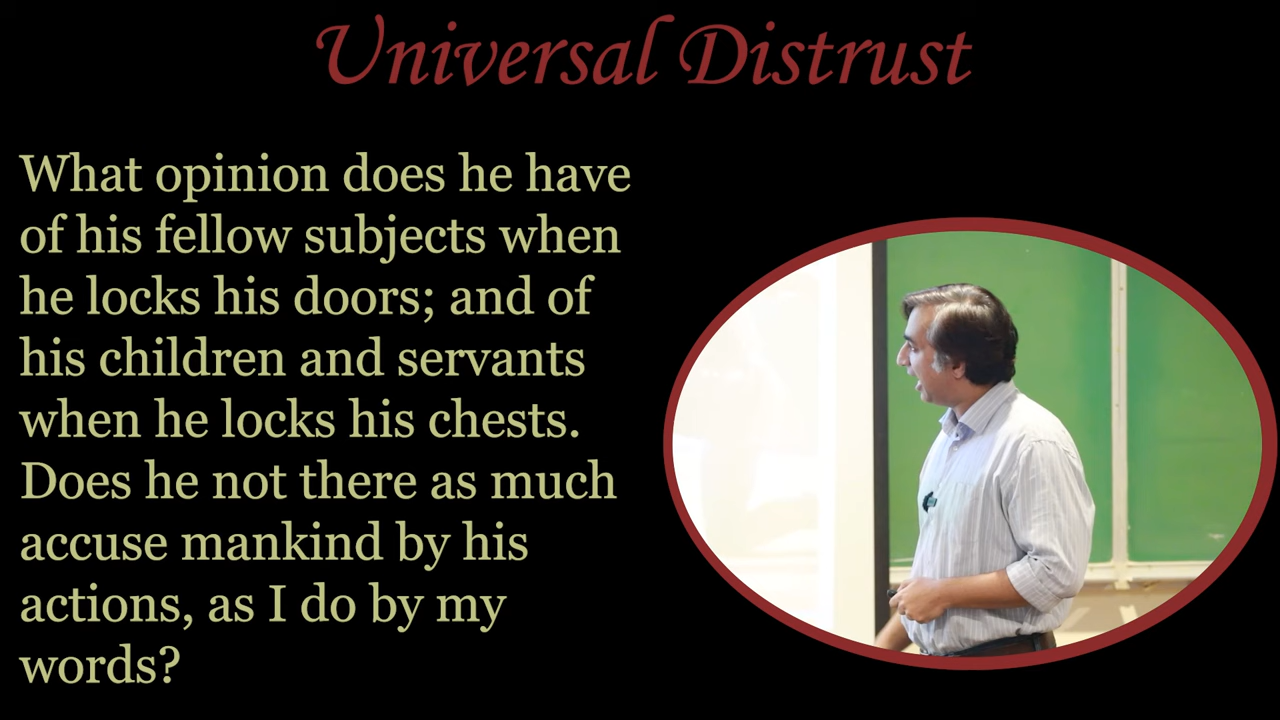 Universal Distrust
What opinion does he have
of his fellow subjects when
he locks his doors; and of
his children and servants
when he locks his chests.
Does he not there as much
accuse mankind by his
actions, as I do by my
words?